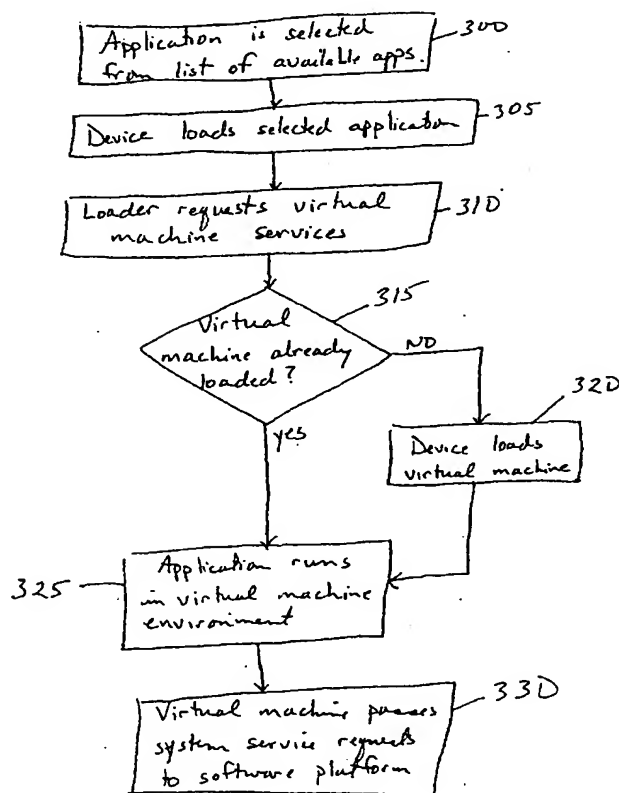 Application is selected
from list of available apps.
300
Device loads selected application
305
Loader requests virtual
machine services
310
315
Virtual
machine already
loaded?
NO
yes
320
Device loads
virtual machine
325
Application runs
in virtual machine
environment
330
Virtual machine passes
system service requests
to software platform